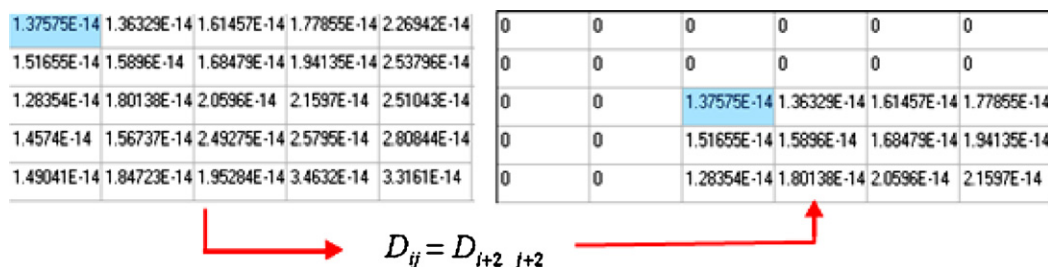 1.37575E-14 1.36329E-14 1.61457E-14 1.77855E-14 2.26942E-14
1.51655E-14 1.5896E-14 1.68479E-14 1.94135E-14 2.53796E-14
1.28354E-14 1.80138E-14 2.0596E-14 2.1597E-14 2.51043E-14
1.4574E-14 1.56737E-14 2.49275E-14 2.5795E-14 2.80844E-14
1.49041E-14 1.84723E-14 1.95284E-14 3.4632E-14 3.3161E-14
0 0 0 0 0 0
0 0 0 0 0 0
0 0 1.37575E-14 1.36329E-14 1.61457E-14 1.77855E-14
0 0 1.51655E-14 1.5896E-14 1.68479E-14 1.94135E-14
0 0 1.28354E-14 1.80138E-14 2.0596E-14 2.1597E-14
D_{ij} = D_{i+2 j+2}